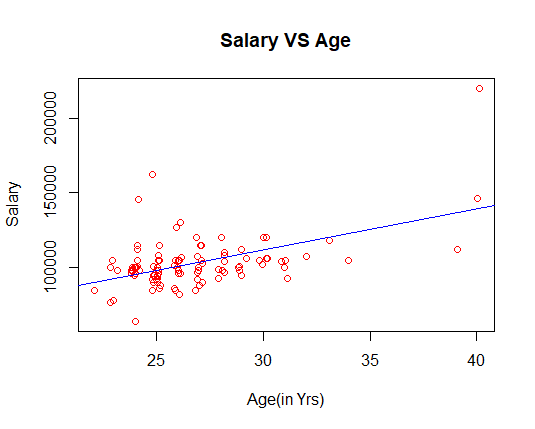 Salary VS Age
Salary
200000
150000
100000
25 30 35 40
Age(in Yrs)